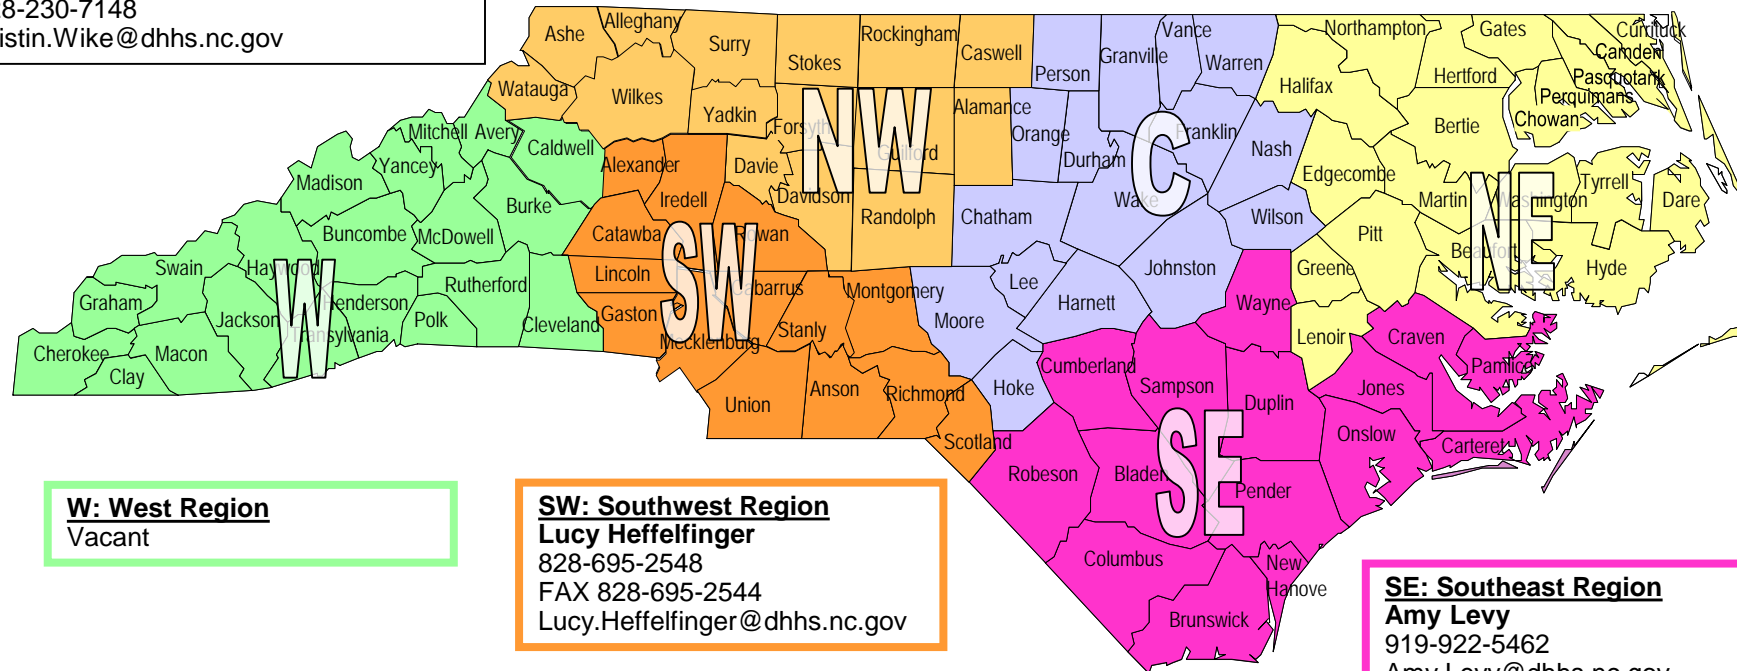 28-230-7148
istin.Wike@dhhs.nc.gov
Ashe
Alleghany
Surry
Stokes
Rockingham
Caswell
Person
Granville
Vance
Warren
Northampton
Gates
Currituck
Camden
Pasquotank
Perquimans
Chowan
Hertford
Halifax
Bertie
Watauga
Wilkes
Yadkin
Forsyth
Guilford
NW
Alamance
Orange
Durham
Franklin
Nash
C
Edgecombe
Martin
Washington
Tyrrell
Dare
NE
Mitchell
Avery
Caldwell
Alexander
Davie
Yancey
Madison
Iredell
Davidson
Randolph
Chatham
Wake
Wilson
Pitt
Beaufort
Hyde
Burke
Buncombe
McDowell
Catawba
Rowan
SW
Swain
Haywood
W
Rutherford
Lincoln
Cabarrus
Montgomery
Lee
Johnston
Greene
Graham
Jackson
Henderson
Polk
Cleveland
Gaston
Stanly
Moore
Harnett
Wayne
Lenoir
Craven
Pamlico
Cherokee
Macon
Transylvania
Clay
Mecklenburg
Union
Anson
Richmond
Hoke
Cumberland
Sampson
Duplin
Jones
Onslow
Carteret
Scotland
Robeson
Bladen
SE
Pender
Columbus
New
Hanove
Brunswick
W: West Region
Vacant
SW: Southwest Region
Lucy Heffelfinger
828-695-2548
FAX 828-695-2544
Lucy.Heffelfinger@dhhs.nc.gov
SE: Southeast Region
Amy Levy
919-922-5462
Amy.Levy@dhhs.nc.gov